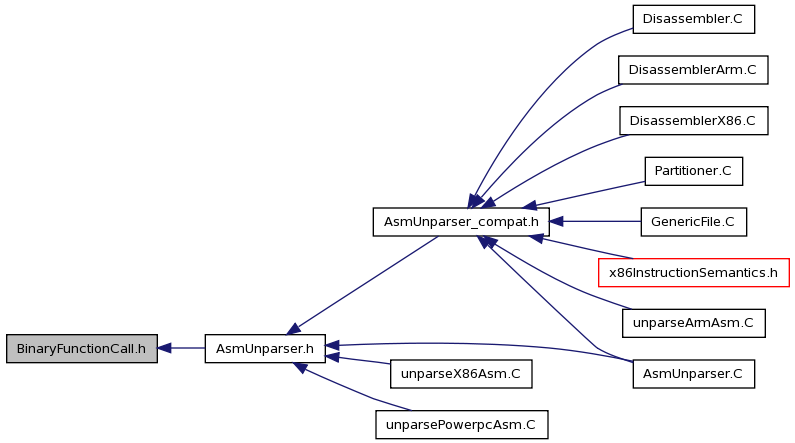 Disassembler.C
DisassemblerArm.C
DisassemblerX86.C
Partitioner.C
AsmUnparser_compat.h
GenericFile.C
x86InstructionSemantics.h
unparseArmAsm.C
BinaryFunctionCall.h
AsmUnparser.h
unparseX86Asm.C
AsmUnparser.C
unparsePowerpcAsm.C